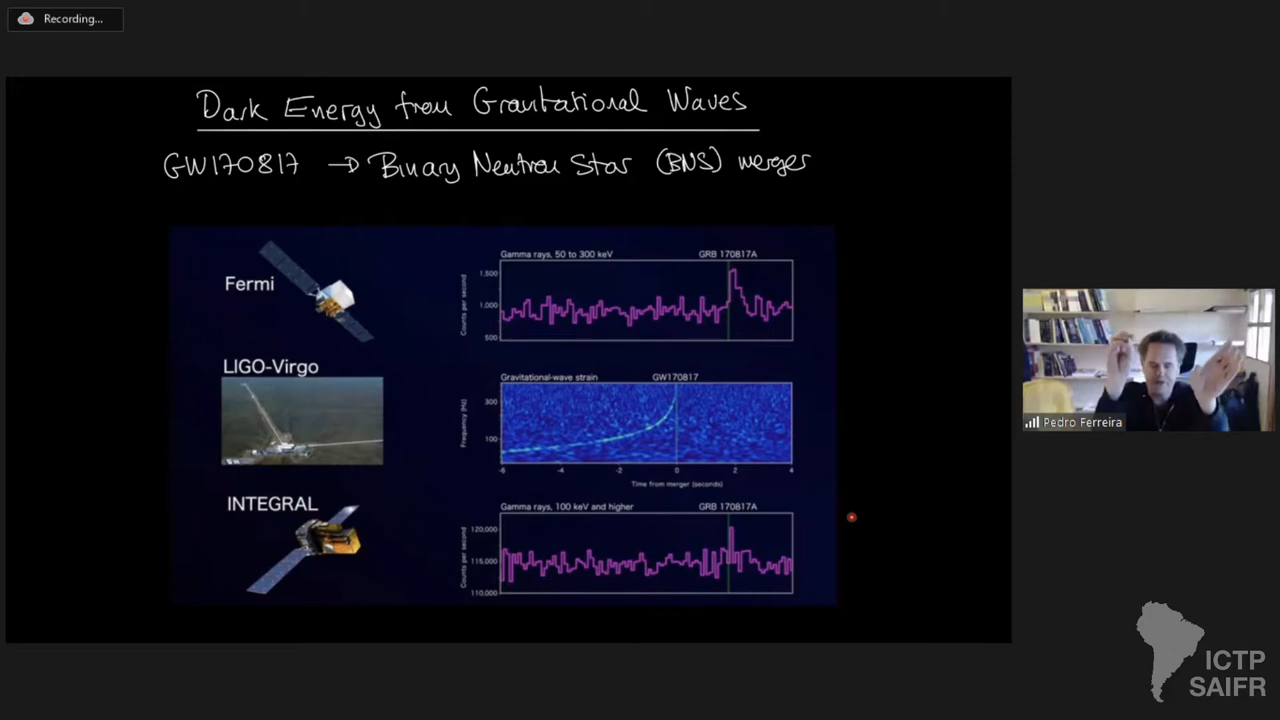 Recording...
Dark Energy from Gravitational Waves
GW170817 → Binary Neutron Star (BNS) merger
Fermi
Gamma rays, 50 to 300 keV GRB 170817A
Counts per second
1,500
1,000
500
LIGO-Virgo
Gravitational-wave strain GW170817
Frequency (Hz)
300
100
-6 -4 -2 0 2 4
Time from merger (seconds)
INTEGRAL
Gamma rays, 100 keV and higher GRB 170817A
Counts per second
120,000
115,000
110,000
Pedro Ferreira
ICTP
SAIFR